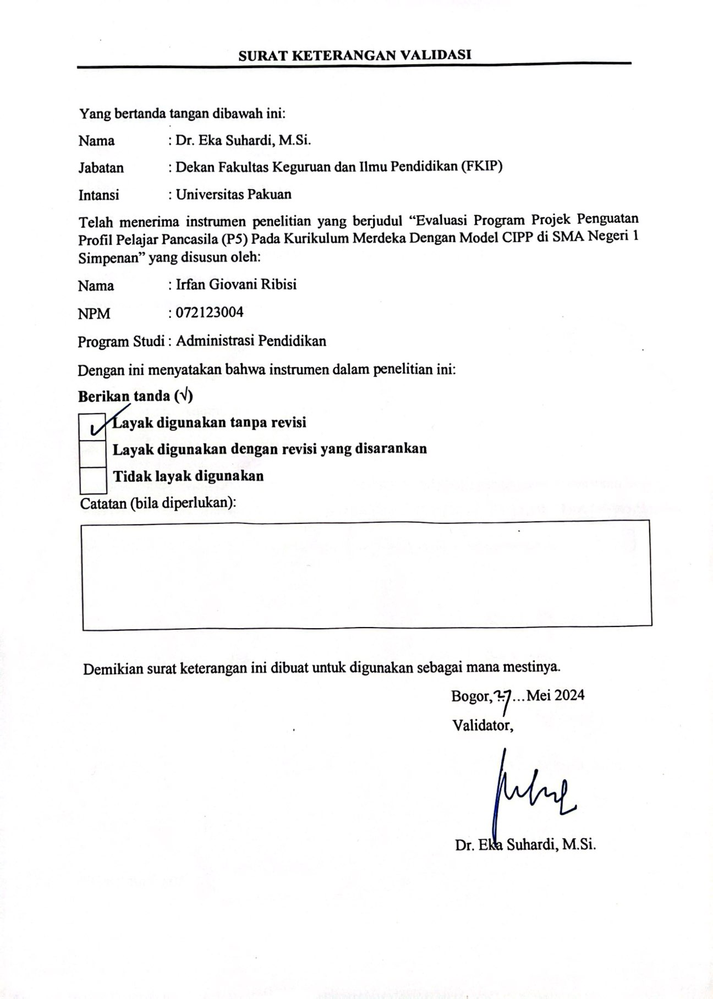 SURAT KETERANGAN VALIDASI
Yang bertanda tangan dibawah ini:
Nama : Dr. Eka Suhardi, M.Si.
Jabatan : Dekan Fakultas Keguruan dan Ilmu Pendidikan (FKIP)
Intansi : Universitas Pakuan
Telah menerima instrumen penelitian yang berjudul “Evaluasi Program Projek Penguatan
Profil Pelajar Pancasila (P5) Pada Kurikulum Merdeka Dengan Model CIPP di SMA Negeri 1
Simpenan” yang disusun oleh:
Nama : Irfan Giovani Ribisi
NPM : 072123004
Program Studi : Administrasi Pendidikan
Dengan ini menyatakan bahwa instrumen dalam penelitian ini:
Berikan tanda (√)
✓ Layak digunakan tanpa revisi
Layak digunakan dengan revisi yang disarankan
Tidak layak digunakan
Catatan (bila diperlukan):
Demikian surat keterangan ini dibuat untuk digunakan sebagai mana mestinya.
Bogor, 27 ... Mei 2024
Validator,
Dr. Eka Suhardi, M.Si.